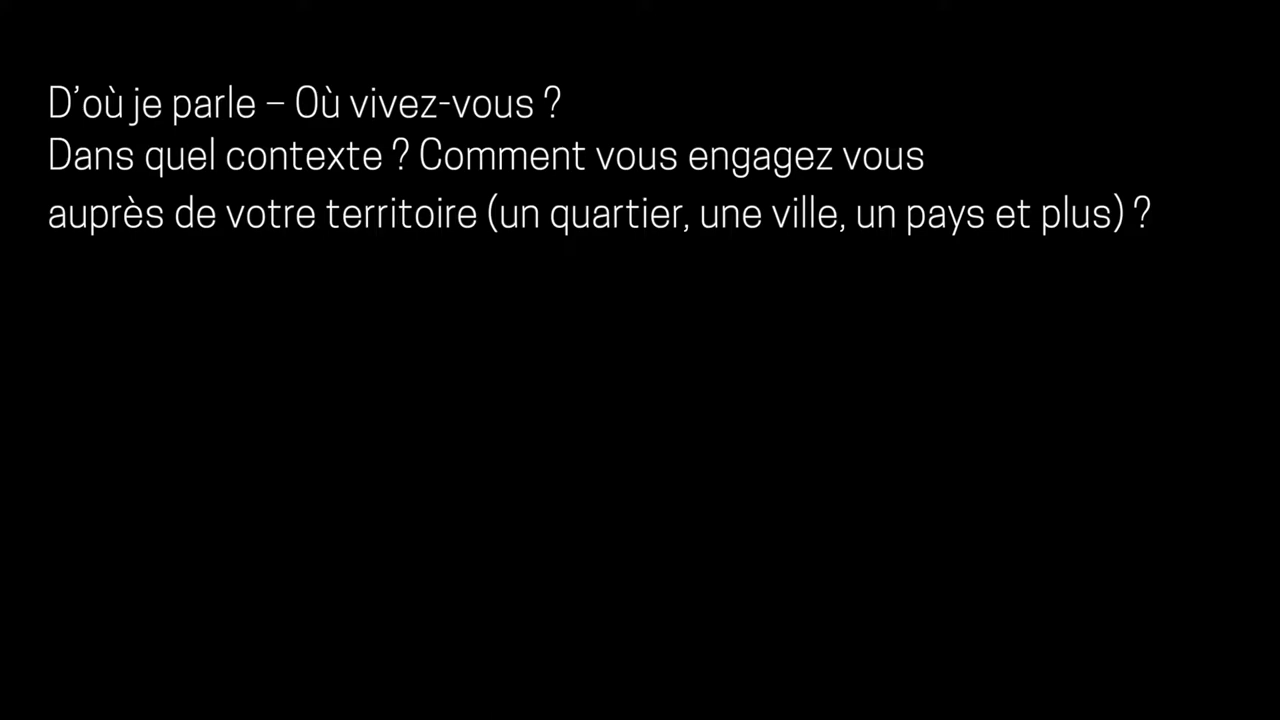 D’où je parle – Où vivez-vous ?
Dans quel contexte ? Comment vous engagez vous
auprès de votre territoire (un quartier, une ville, un pays et plus) ?